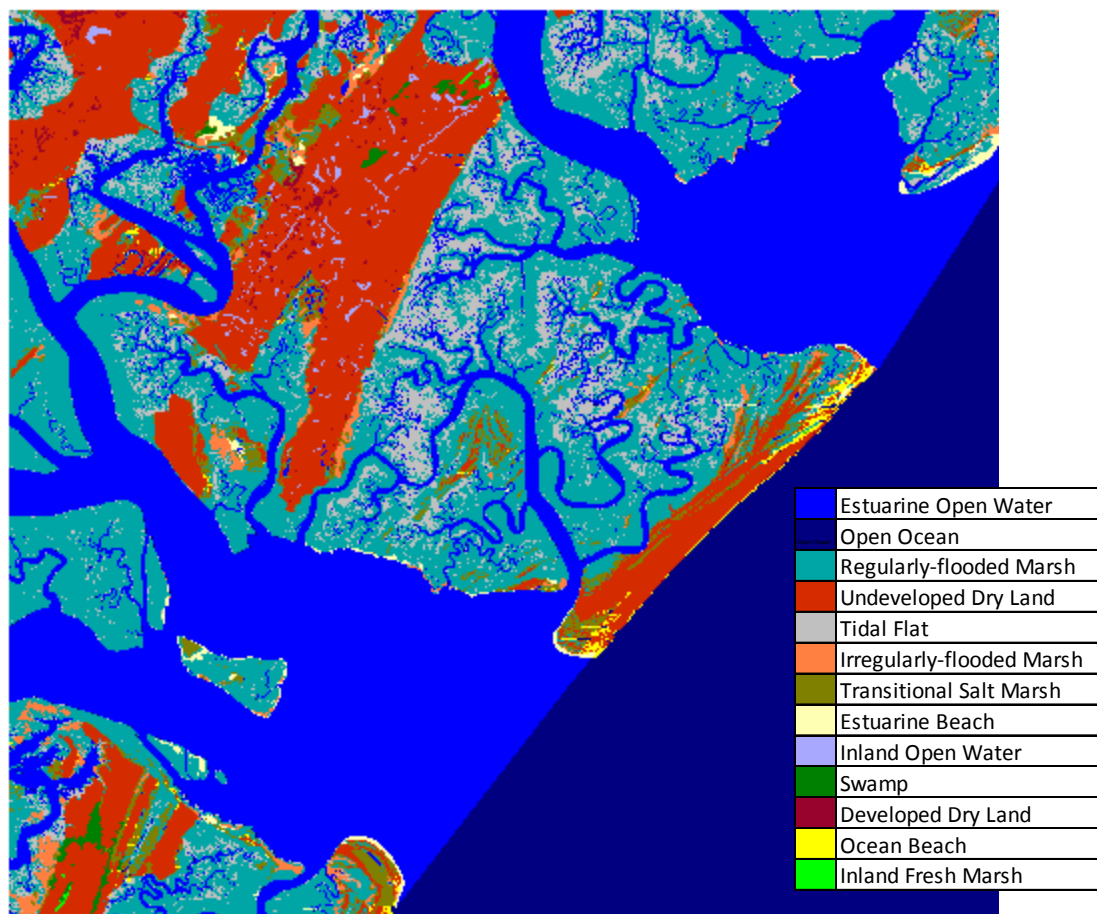 Estuarine Open Water
Open Ocean
Regularly-flooded Marsh
Undeveloped Dry Land
Tidal Flat
Irregularly-flooded Marsh
Transitional Salt Marsh
Estuarine Beach
Inland Open Water
Swamp
Developed Dry Land
Ocean Beach
Inland Fresh Marsh